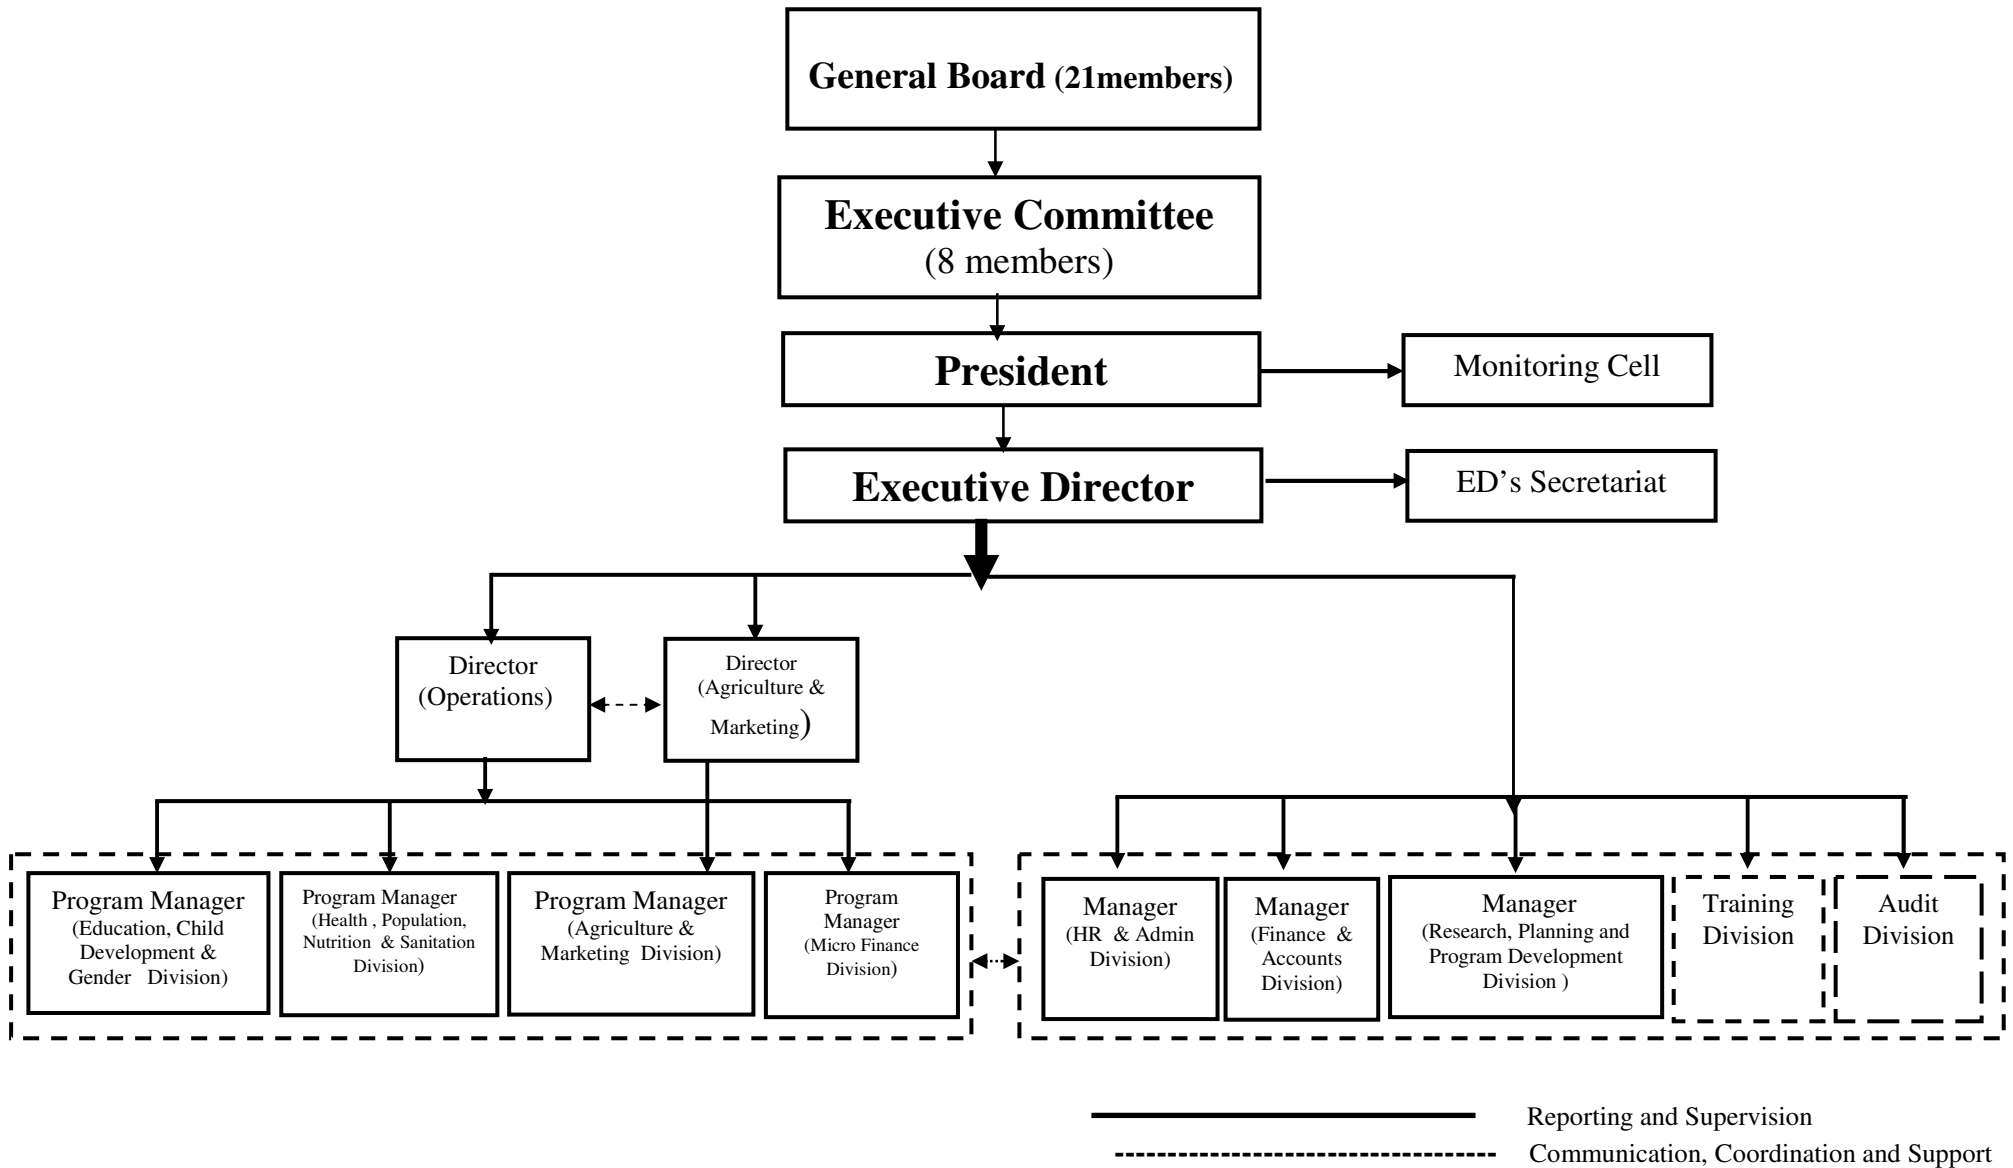 General Board (21members)
Executive Committee
(8 members)
President
Monitoring Cell
Executive Director
ED’s Secretariat
Director
(Operations)
Director
(Agriculture &
Marketing)
Program Manager
(Education, Child
Development &
Gender Division)
Program Manager
(Health , Population,
Nutrition & Sanitation
Division)
Program Manager
(Agriculture &
Marketing Division)
Program
Manager
(Micro Finance
Division)
Manager
(HR & Admin
Division)
Manager
(Finance &
Accounts
Division)
Manager
(Research, Planning and
Program Development
Division )
Training
Division
Audit
Division
Reporting and Supervision
Communication, Coordination and Support